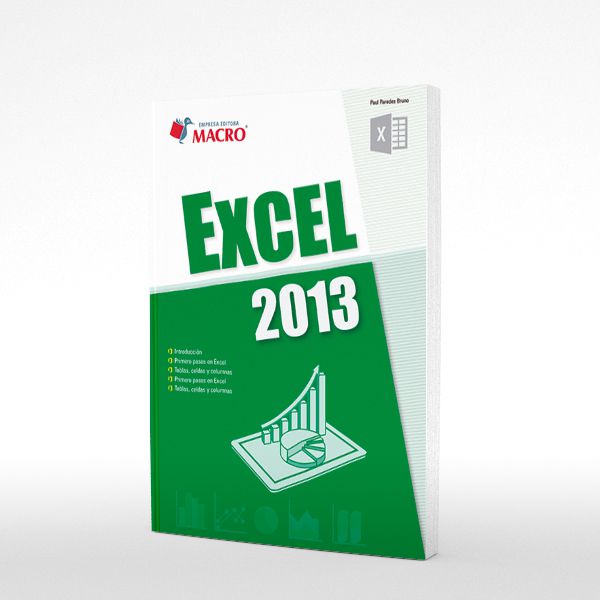 Paul Paredes Bruno
EMPRESA EDITORA
MACRO®
X
EXCEL
2013
Introducción
Primero pasos en Excel
Tablas, celdas y columnas
Primero pasos en Excel
Tablas, celdas y columnas